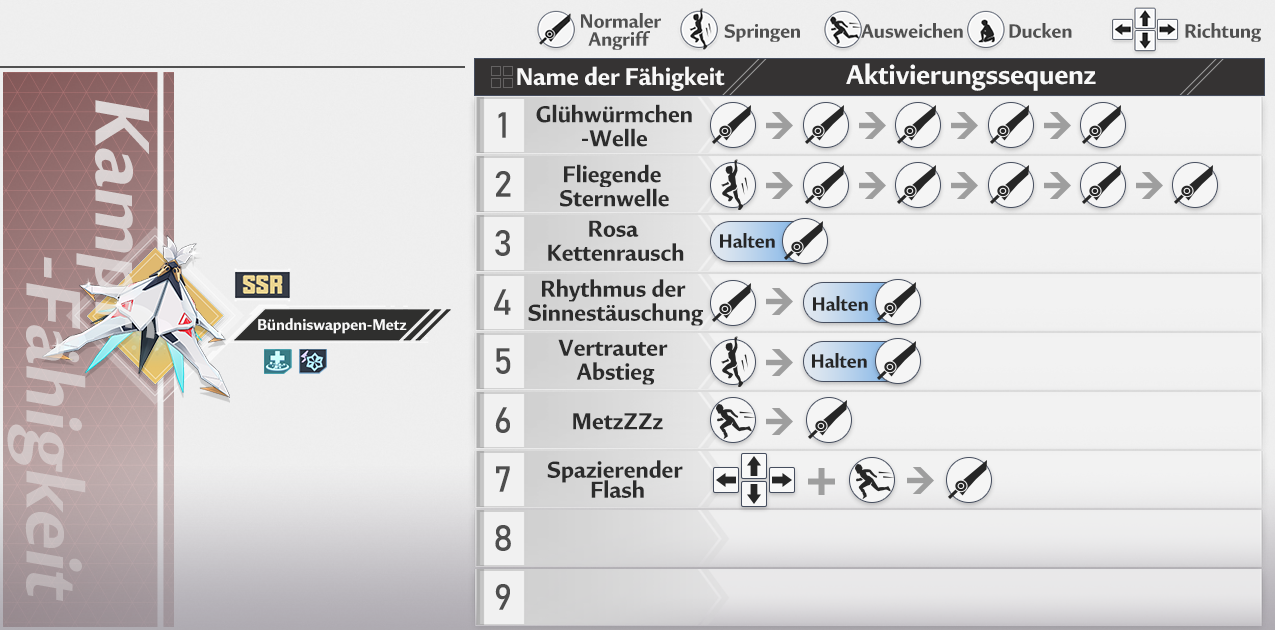 Normaler
Angriff
Springen
Ausweichen
Ducken
Richtung
Kampf
-Fähigkeit
SSR
Bündniswappen-Metz
Name der Fähigkeit
Aktivierungssequenz
1
Glühwürmchen
-Welle
2
Fliegende
Sternwelle
3
Rosa
Kettenrausch
Halten
4
Rhythmus der
Sinnestäuschung
Halten
5
Vertrauter
Abstieg
Halten
6
MetzZZz
7
Spazierender
Flash
+
8
9